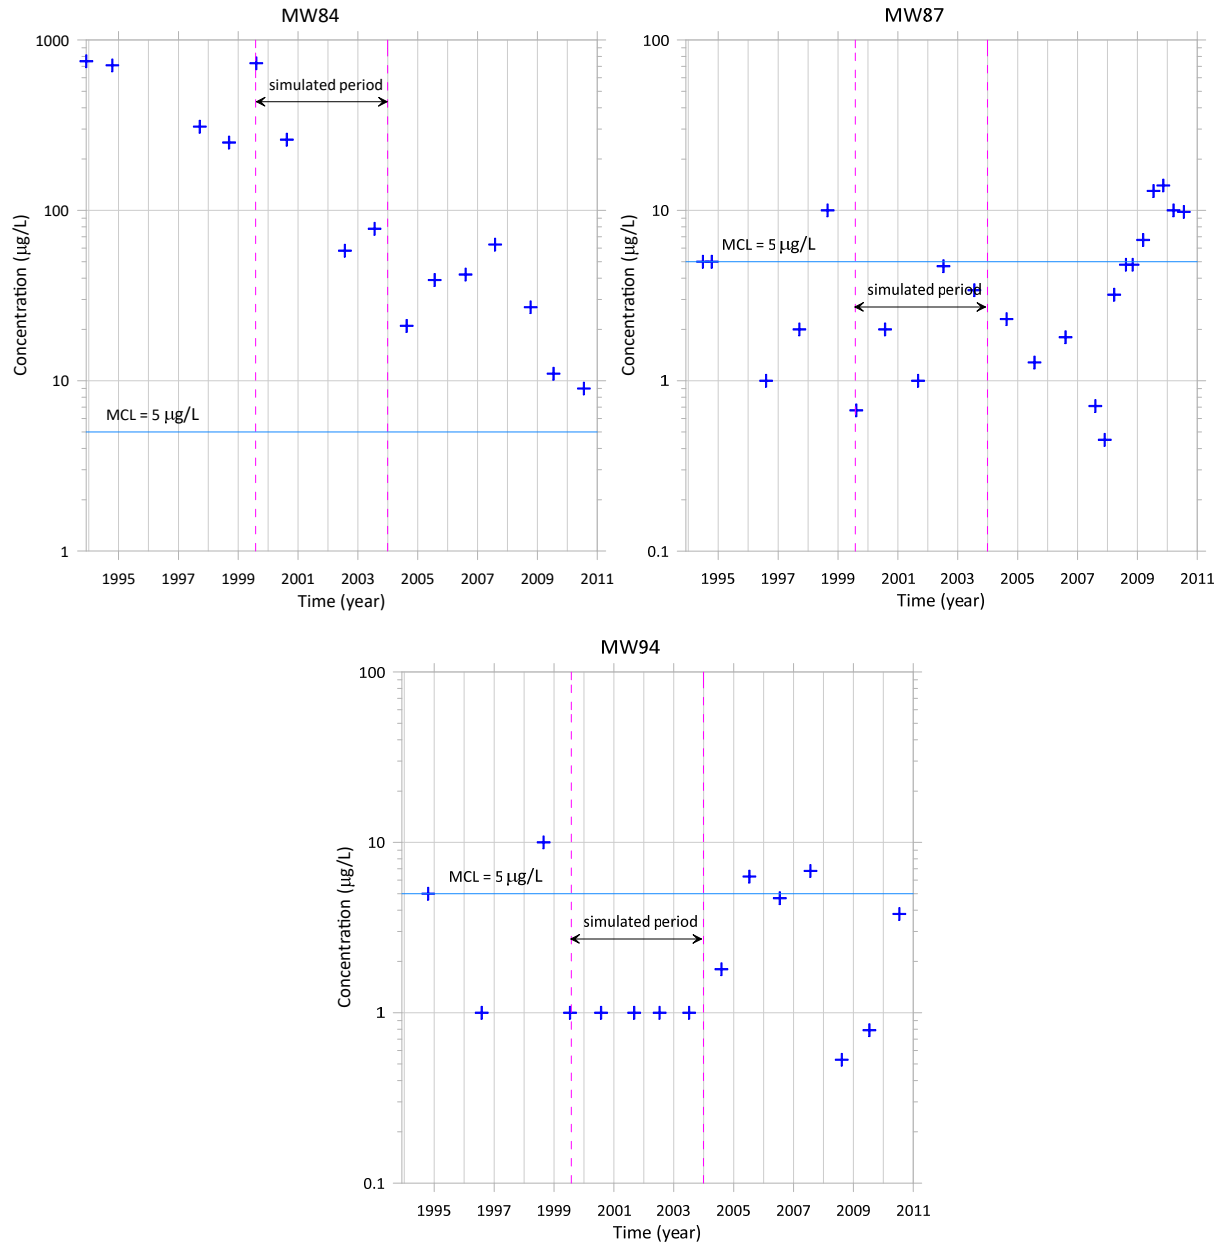 MW84
1000
100
10
1
Concentration (µg/L)
simulated period
MCL = 5 µg/L
1995 1997 1999 2001 2003 2005 2007 2009 2011
Time (year)
MW87
100
10
1
0.1
Concentration (µg/L)
MCL = 5 µg/L
simulated period
1995 1997 1999 2001 2003 2005 2007 2009 2011
Time (year)
MW94
100
10
1
0.1
Concentration (µg/L)
MCL = 5 µg/L
simulated period
1995 1997 1999 2001 2003 2005 2007 2009 2011
Time (year)